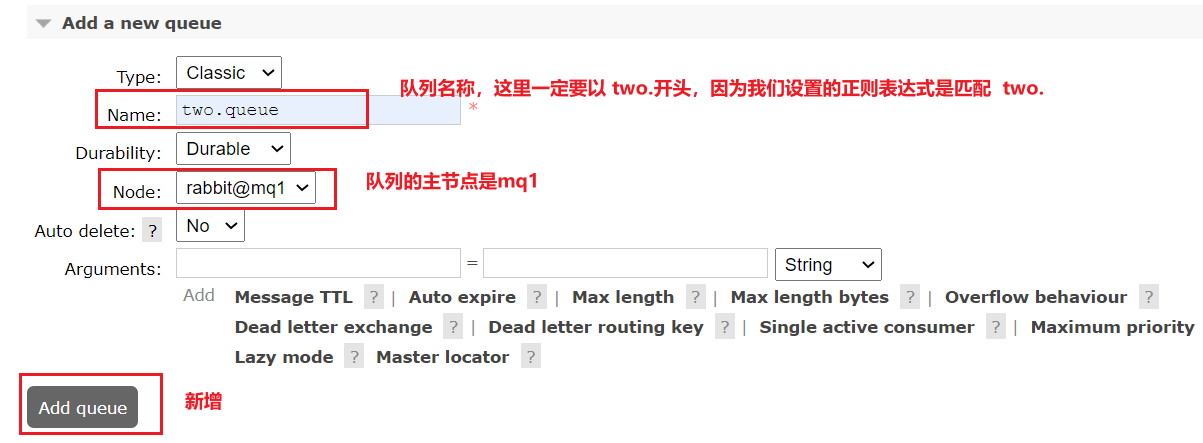 Add a new queue
Type: Classic
队列名称，这里一定要以 two.开头，因为我们设置的正则表达式是匹配 two.
Name: two.queue *
Durability: Durable
Node: rabbit@mq1 队列的主节点是mq1
Auto delete: ? No
Arguments: = String
Add Message TTL ? | Auto expire ? | Max length ? | Max length bytes ? | Overflow behaviour ?
Dead letter exchange ? | Dead letter routing key ? | Single active consumer ? | Maximum priority
Lazy mode ? Master locator ?
Add queue 新增